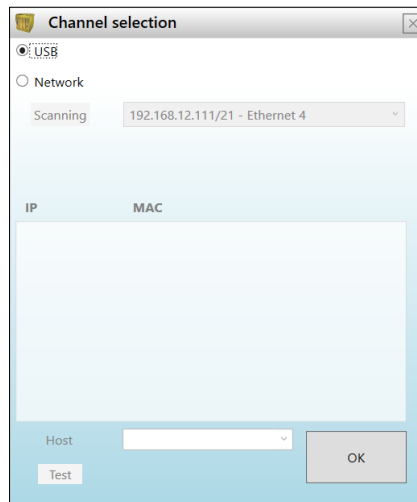 Channel selection
USB
Network
Scanning 192.168.12.111/21 - Ethernet 4
IP MAC
Host
OK
Test